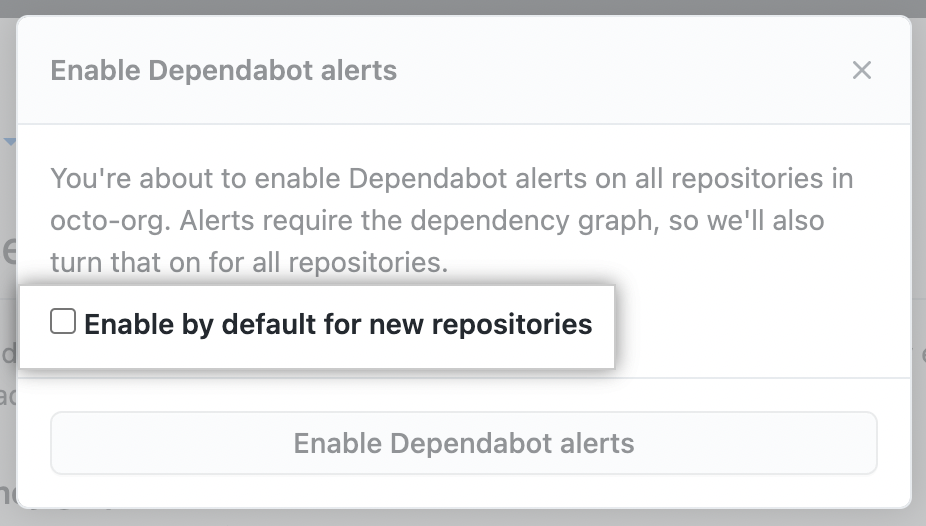 Enable Dependabot alerts
You're about to enable Dependabot alerts on all repositories in
octo-org. Alerts require the dependency graph, so we'll also
turn that on for all repositories.
Enable by default for new repositories
Enable Dependabot alerts